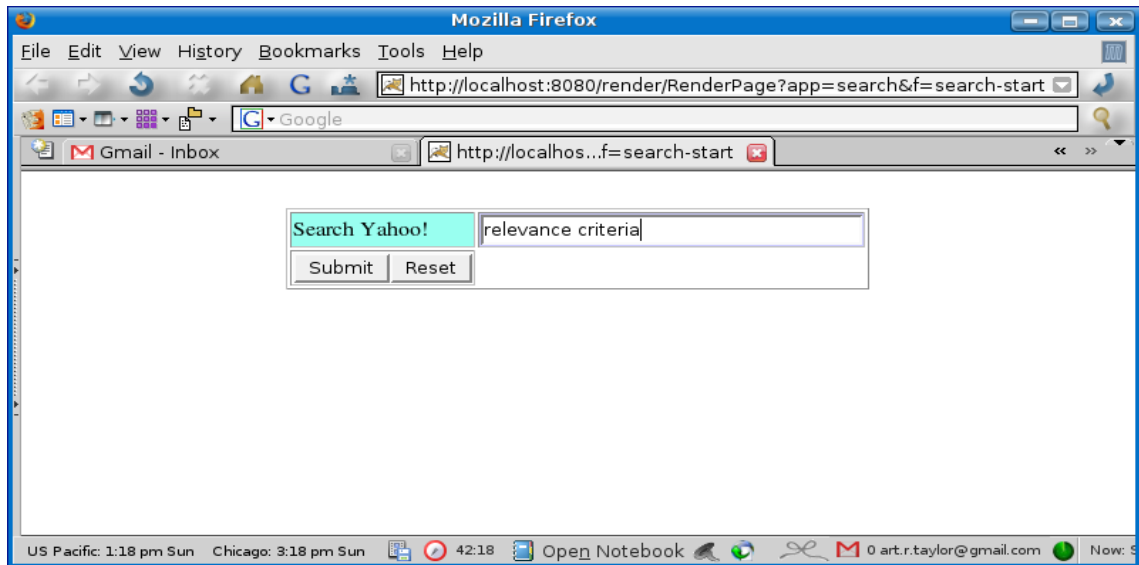 Mozilla Firefox
File Edit View History Bookmarks Tools Help
G http://localhost:8080/render/RenderPage?app=search&f=search-start
G Google
Gmail - Inbox http://localhos...f=search-start
Search Yahoo! relevance criteria
Submit Reset
US Pacific: 1:18 pm Sun Chicago: 3:18 pm Sun 42:18 Open Notebook 0 art.r.taylor@gmail.com Now: S